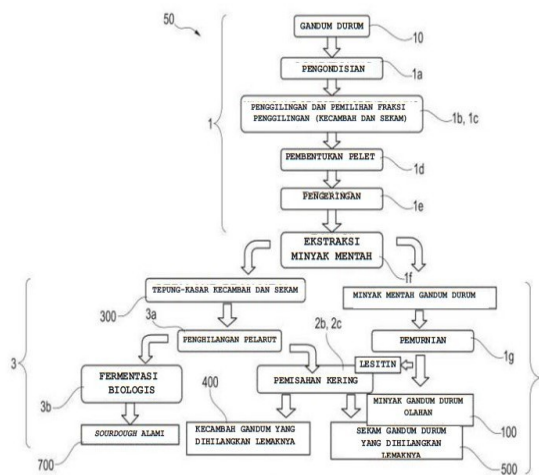 50
GANDUM DURUM
10
PENGONDISIAN
1a
PENGGILINGAN DAN PEMILIHAN FRAKSI
PENGGILINGAN (KECAMBAH DAN SEKAM)
1b, 1c
1
PEMBENTUKAN PELET
1d
PENGERINGAN
1e
EKSTRAKSI
MINYAK MENTAH
1f
TEPUNG-KASAR KECAMBAH DAN SEKAM
300
MINYAK MENTAH GANDUM DURUM
3a
PENGHILANGAN PELARUT
2b, 2c
PEMURNIAN
1g
3
LESITIN
FERMENTASI
BIOLOGIS
3b
PEMISAHAN KERING
400
MINYAK GANDUM DURUM
OLAHAN
100
SOURDOUGH ALAMI
700
KECAMBAH GANDUM YANG
DIHILANGKAN LEMAKNYA
SEKAM GANDUM DURUM
YANG DIHILANGKAN
LEMAKNYA
500